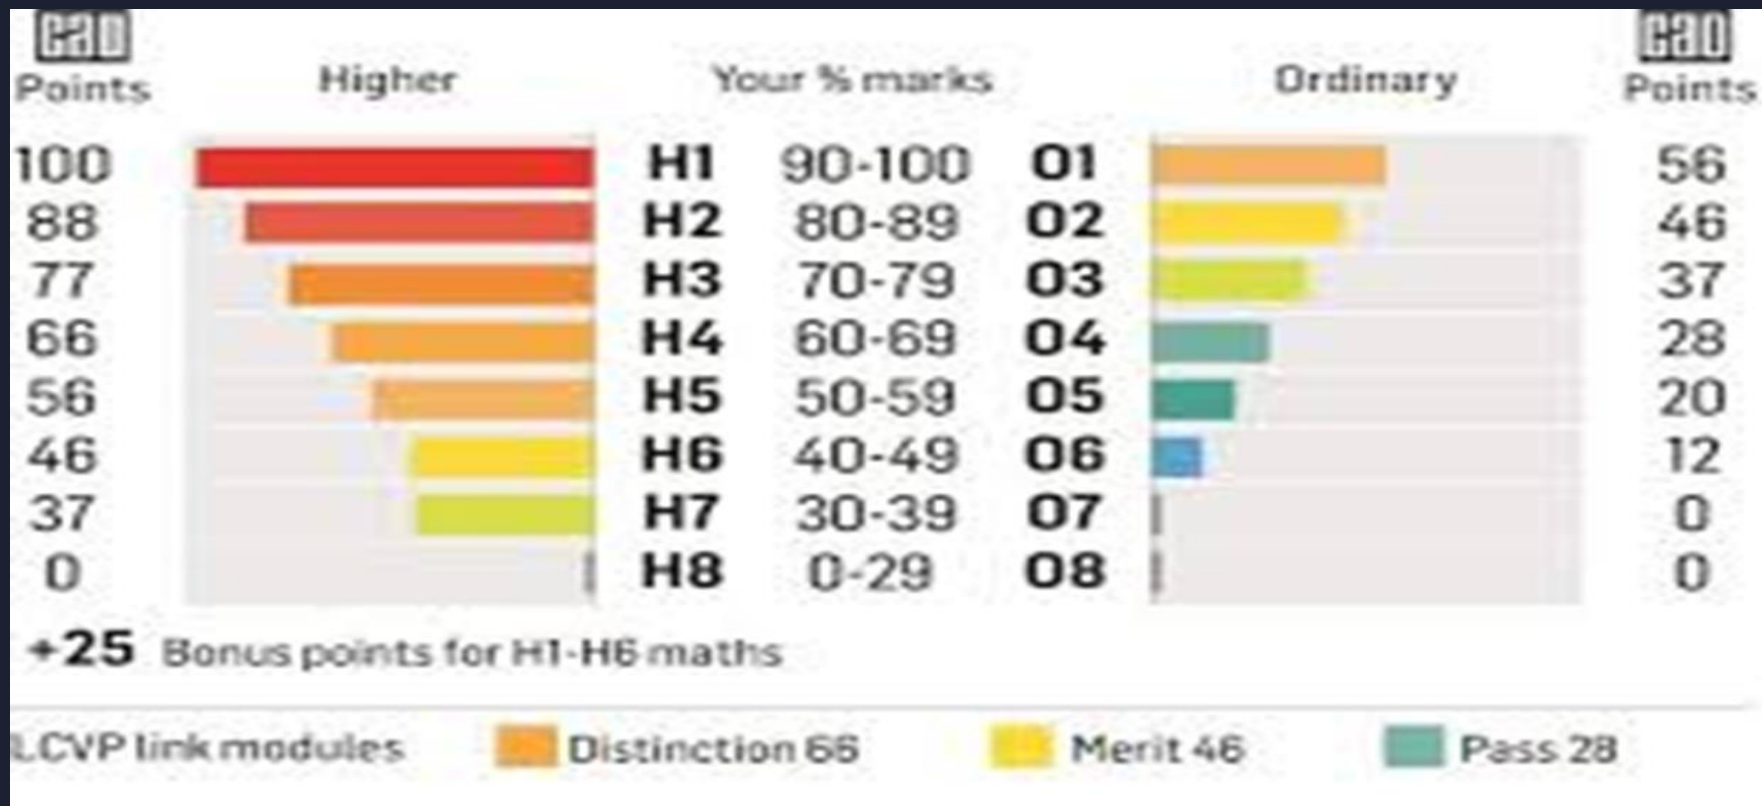 cao cao
Points Higher Your % marks Ordinary Points
100 H1 90-100 O1 56
88 H2 80-89 O2 46
77 H3 70-79 O3 37
66 H4 60-69 O4 28
56 H5 50-59 O5 20
46 H6 40-49 O6 12
37 H7 30-39 O7 0
0 H8 0-29 O8 0
+25 Bonus points for H1-H6 maths
LCVP link modules Distinction 66 Merit 46 Pass 28